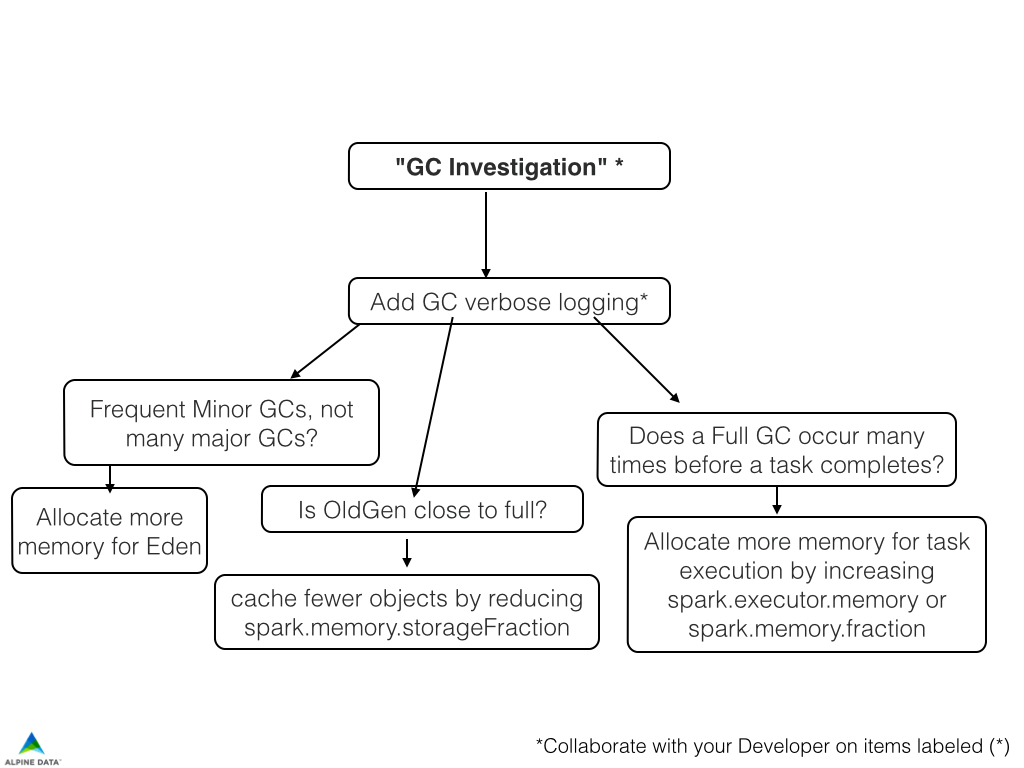 "GC Investigation" *
Add GC verbose logging*
Frequent Minor GCs, not
many major GCs?
Does a Full GC occur many
times before a task completes?
Allocate more
memory for Eden
Is OldGen close to full?
Allocate more memory for task
execution by increasing
spark.executor.memory or
spark.memory.fraction
cache fewer objects by reducing
spark.memory.storageFraction
*Collaborate with your Developer on items labeled (*)
ALPINE DATA